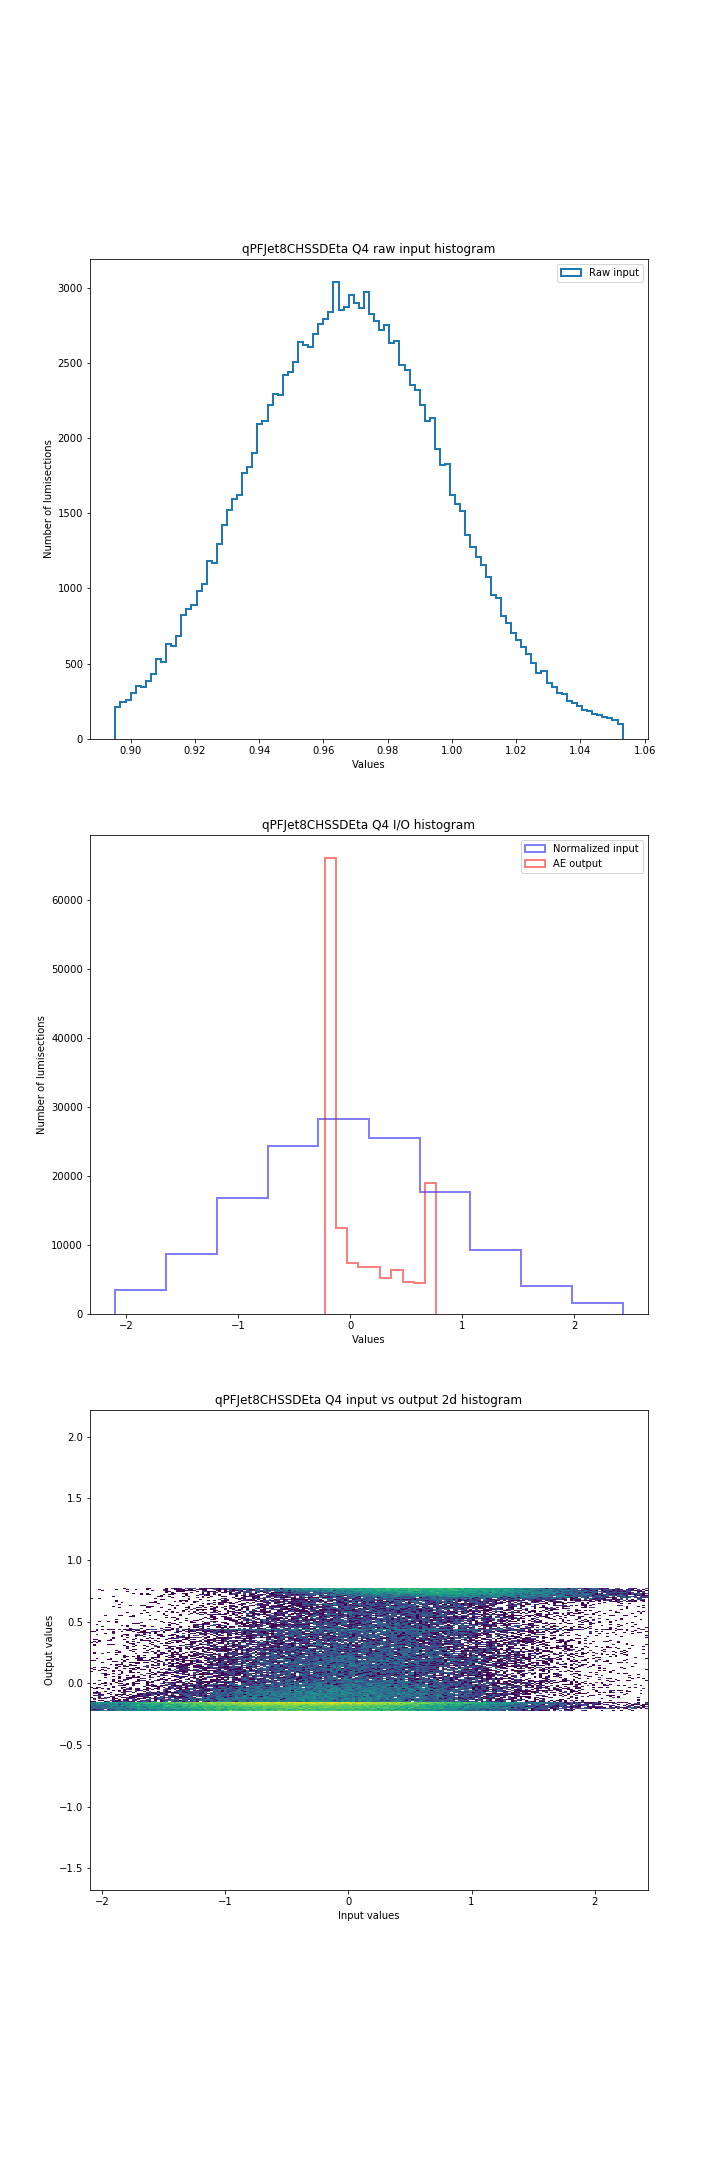 qPFJet8CHSSDEta Q4 raw input histogram
Raw input
3000
2500
2000
1500
1000
500
0
Number of lumisections
0.90 0.92 0.94 0.96 0.98 1.00 1.02 1.04 1.06
Values
qPFJet8CHSSDEta Q4 I/O histogram
Normalized input
AE output
60000
50000
40000
30000
20000
10000
0
Number of lumisections
−2 −1 0 1 2
Values
qPFJet8CHSSDEta Q4 input vs output 2d histogram
2.0
1.5
1.0
0.5
0.0
−0.5
−1.0
−1.5
Output values
−2 −1 0 1 2
Input values